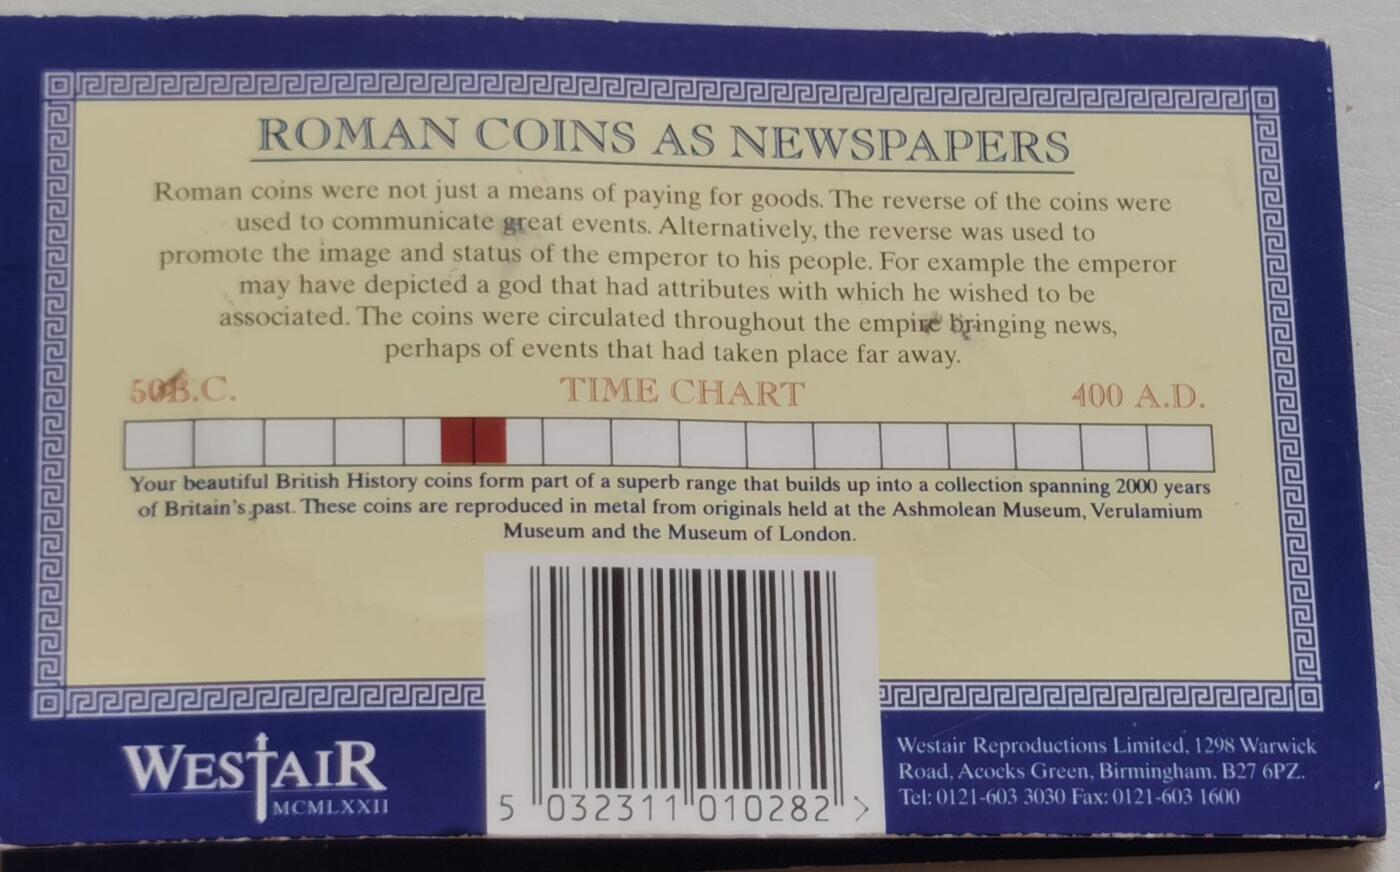 ROMAN COINS AS NEWSPAPERS
Roman coins were not just a means of paying for goods. The reverse of the coins were
used to communicate great events. Alternatively, the reverse was used to
promote the image and status of the emperor to his people. For example the emperor
may have depicted a god that had attributes with which he wished to be
associated. The coins were circulated throughout the empire bringing news,
perhaps of events that had taken place far away.
50B.C. TIME CHART 400 A.D.
Your beautiful British History coins form part of a superb range that builds up into a collection spanning 2000 years
of Britain's past. These coins are reproduced in metal from originals held at the Ashmolean Museum, Verulamium
Museum and the Museum of London.
WESTAIR
MCMLXXII
5 032311 010282 >
Westair Reproductions Limited, 1298 Warwick
Road, Acocks Green, Birmingham. B27 6PZ.
Tel: 0121-603 3030 Fax: 0121-603 1600